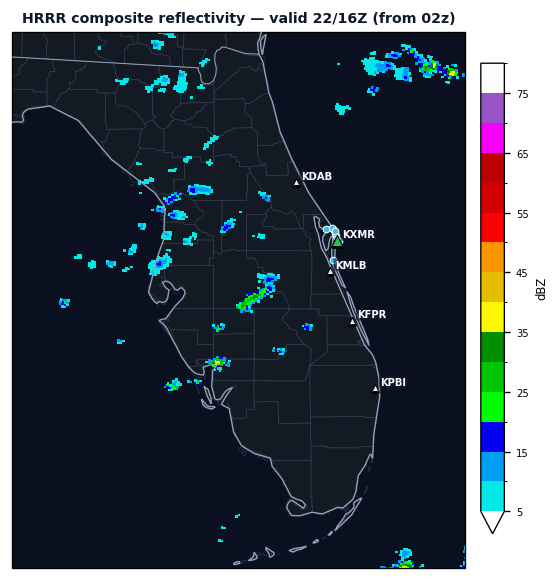 HRRR composite reflectivity — valid 22/16Z (from 02z)
KDAB
KXMR
KMLB
KFPR
KPBI
75
65
55
45
35
25
15
5
dBZ